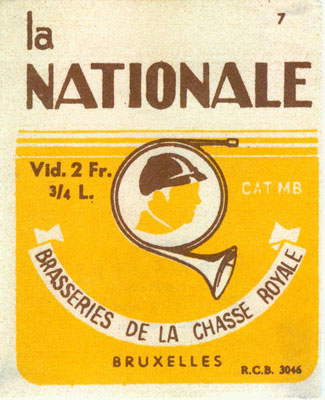 7
la
NATIONALE
Vid. 2 Fr.
3/4 L.
CAT MB
BRASSERIES DE LA CHASSE ROYALE
BRUXELLES
R.C.B. 3046